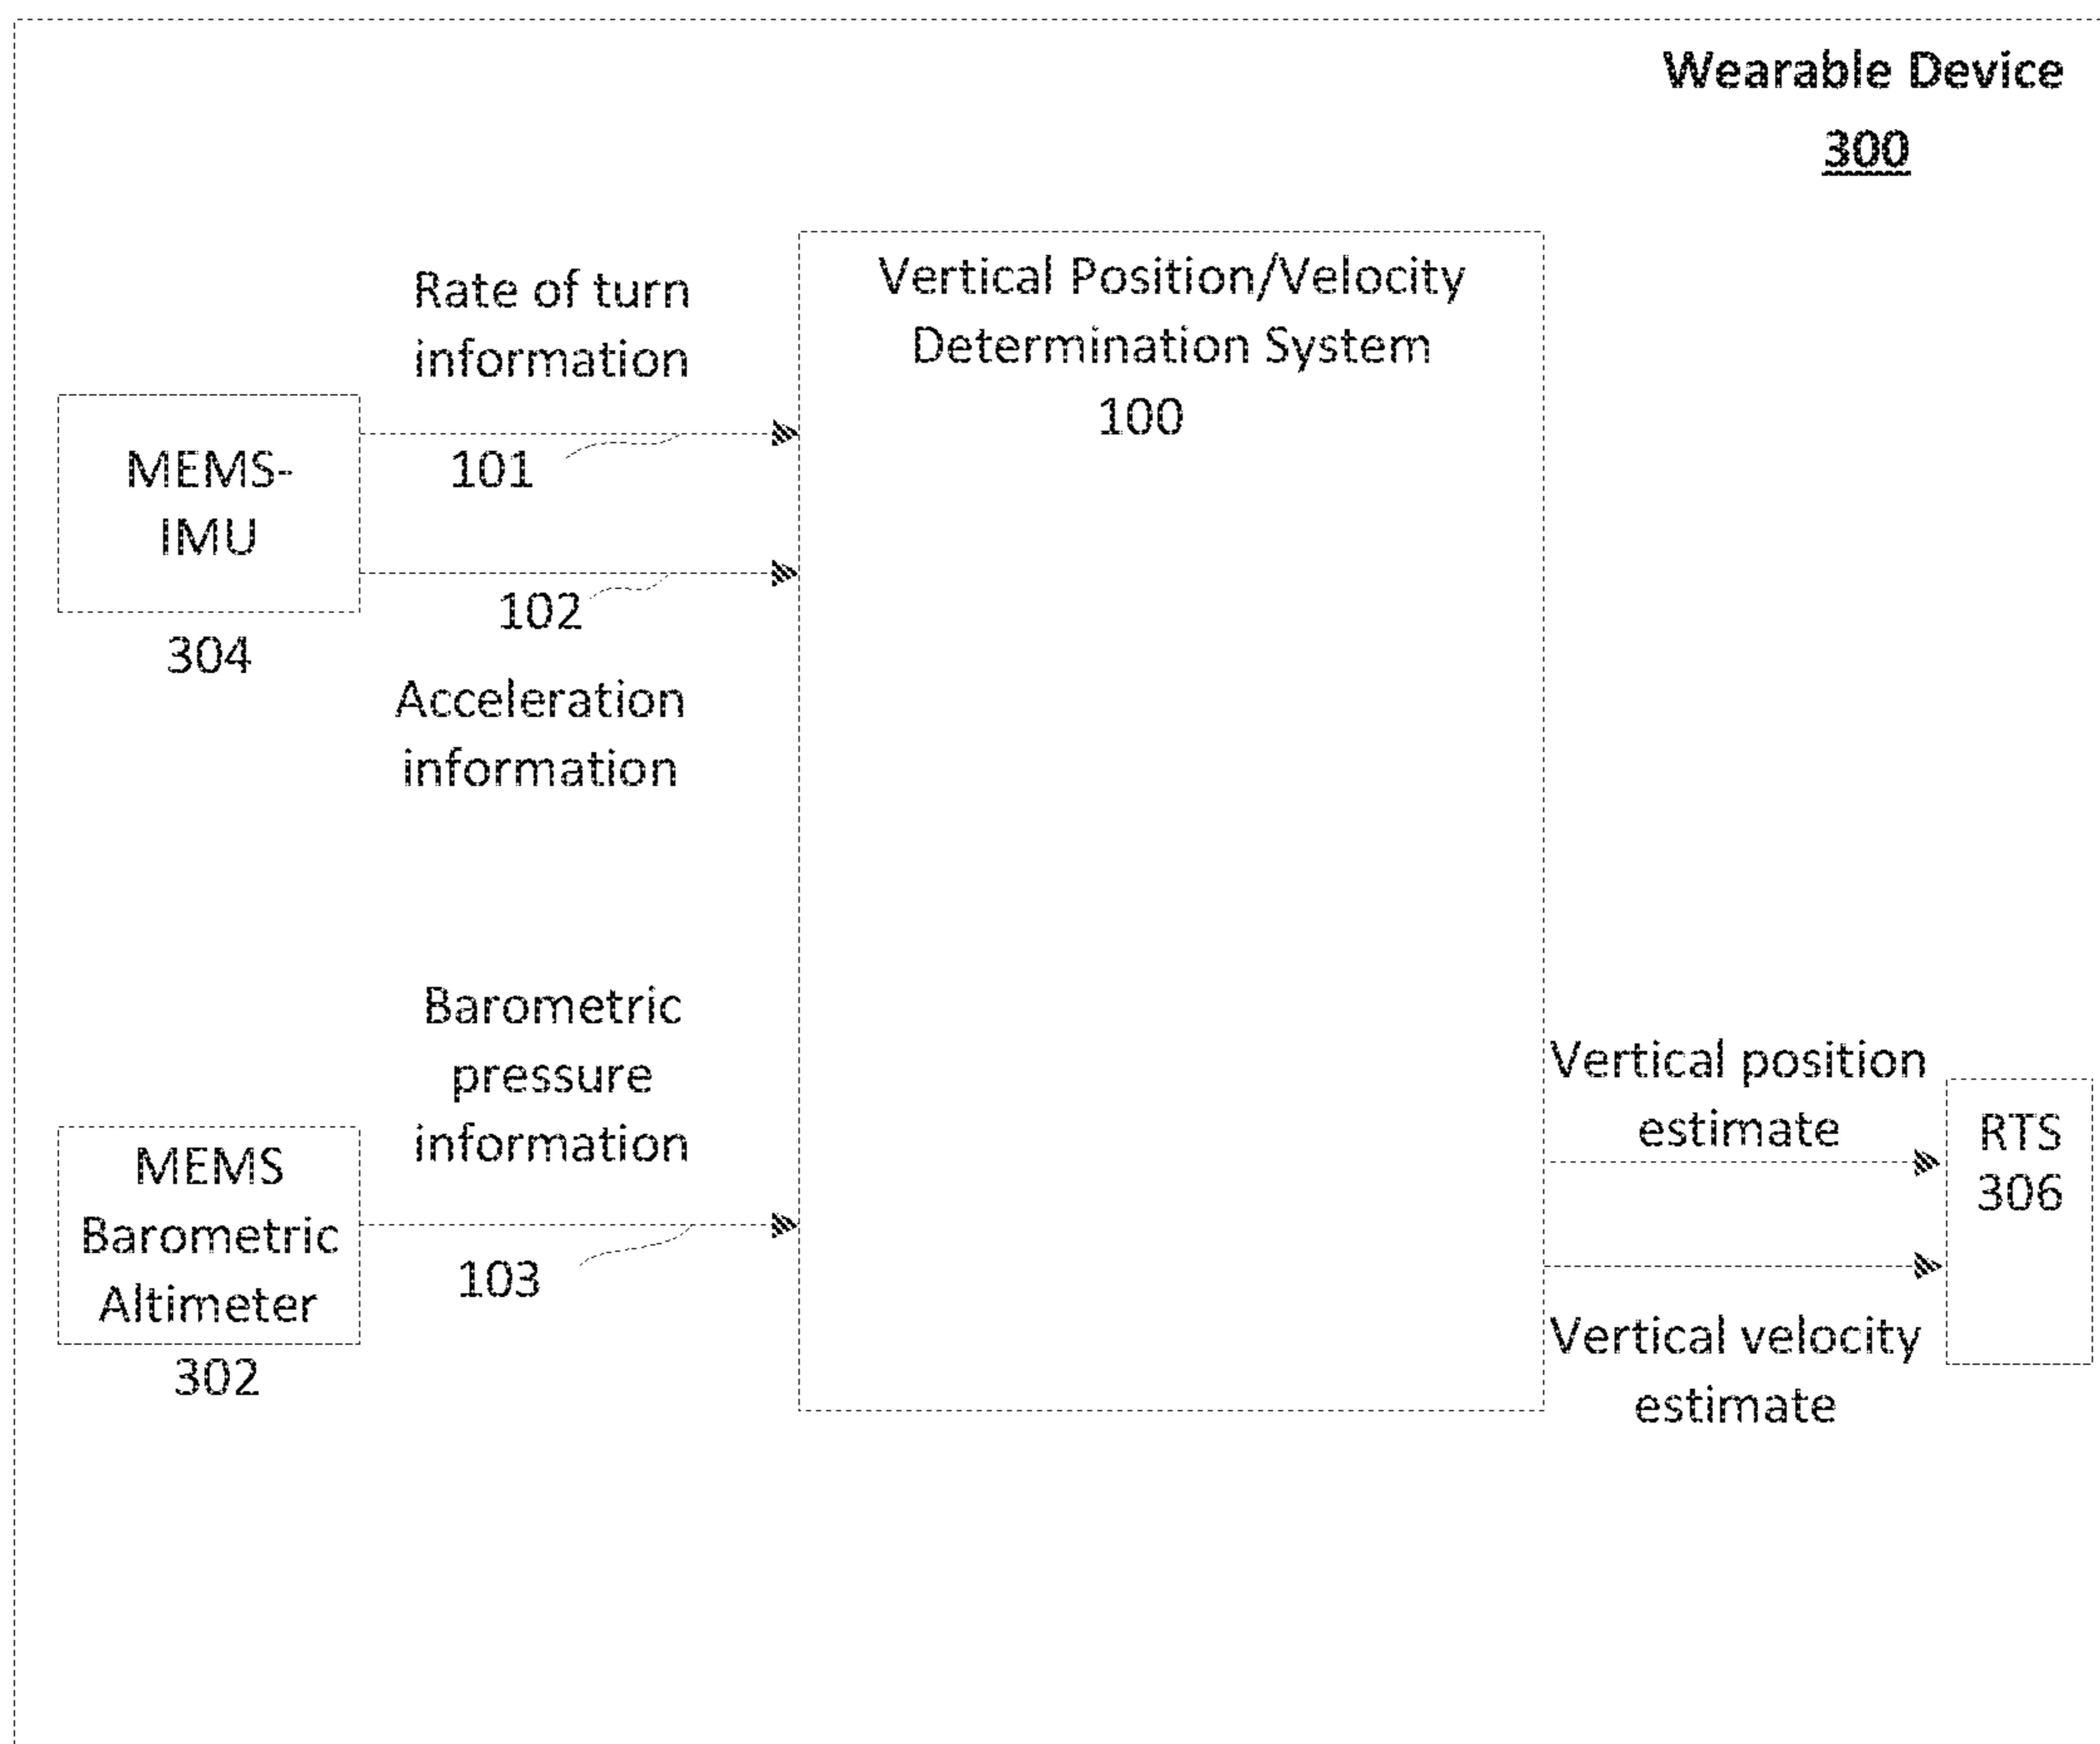 Wearable Device
300
Rate of turn
information
Vertical Position/Velocity
Determination System
100
MEMS-
IMU
304
101
102
Acceleration
information
Barometric
pressure
information
MEMS
Barometric
Altimeter
302
103
Vertical position
estimate
RTS
306
Vertical velocity
estimate